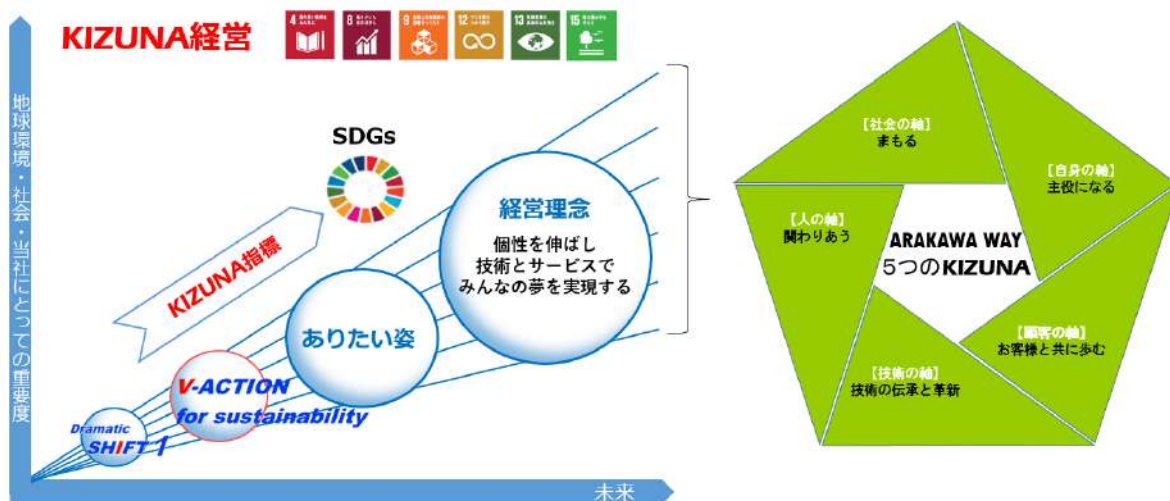 KIZUNA経営
4
8
9
12
13
15
地球環境・社会・当社にとっての重要度
SDGs
KIZUNA指標
経営理念
個性を伸ばし
技術とサービスで
みんなの夢を実現する
ありたい姿
V-ACTION
for sustainability
Dramatic
SHIFT 1
未来
【社会の軸】
まもる
【自身の軸】
主役になる
【人の軸】
関わりあう
ARAKAWA WAY
5つのKIZUNA
【顧客の軸】
お客様と共に歩む
【技術の軸】
技術の伝承と革新